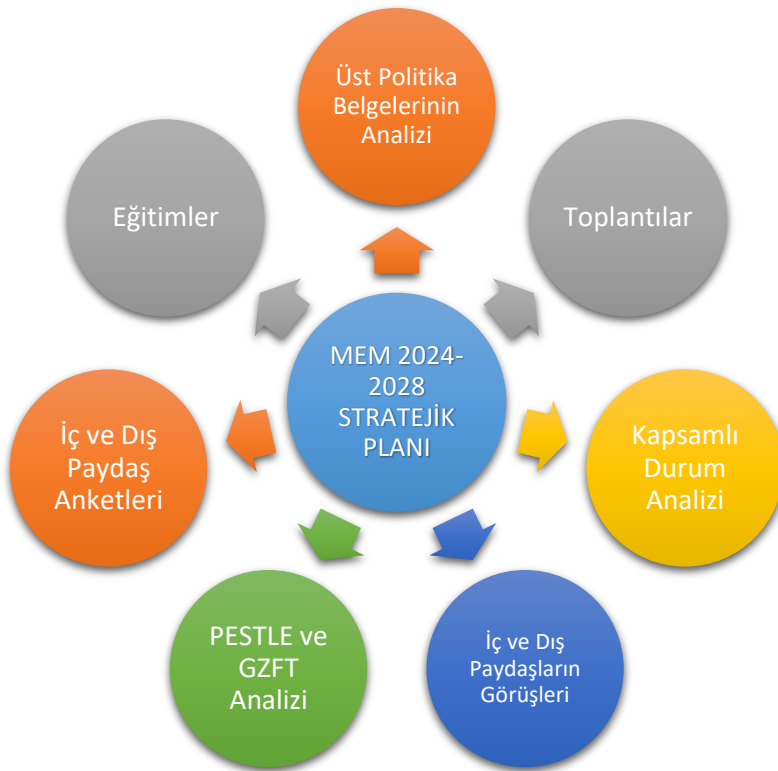 Üst Politika
Belgelerinin
Analizi
Toplantılar
Kapsamlı
Durum
Analizi
İç ve Dış
Paydaşların
Görüşleri
PESTLE ve
GZFT
Analizi
İç ve Dış
Paydaş
Anketleri
Eğitimler
MEM 2024-
2028
STRATEJİK
PLANI